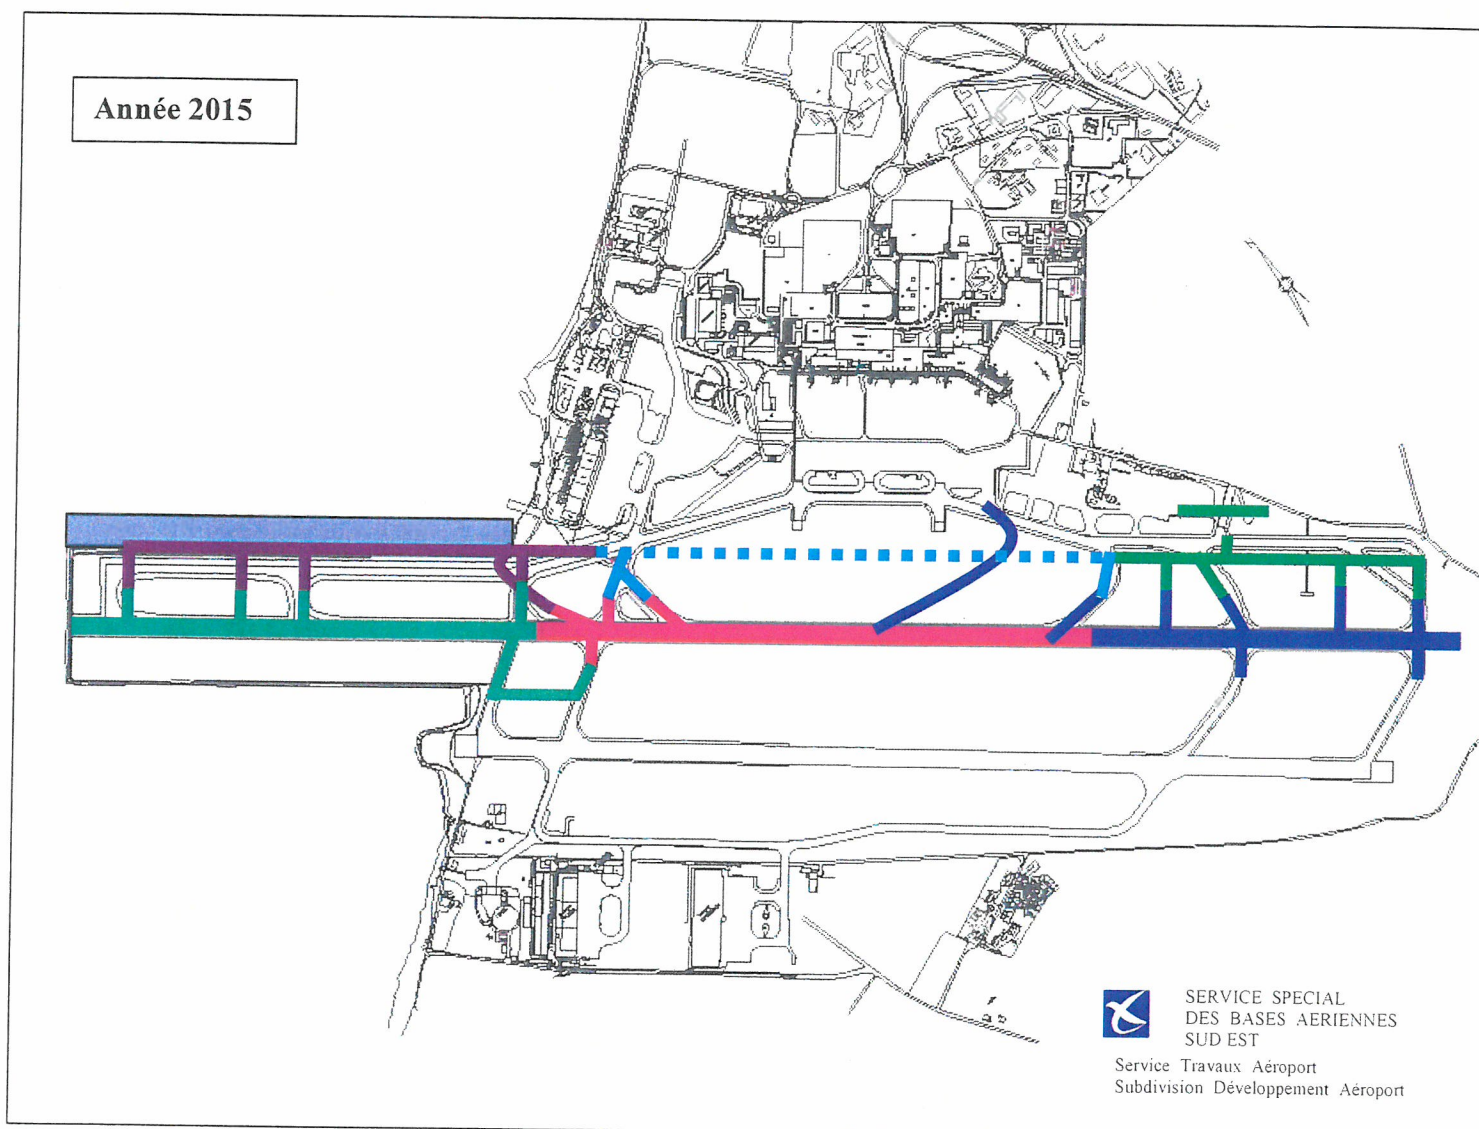 Année 2015
SERVICE SPECIAL
DES BASES AERIENNES
SUD EST
Service Travaux Aéroport
Subdivision Développement Aéroport